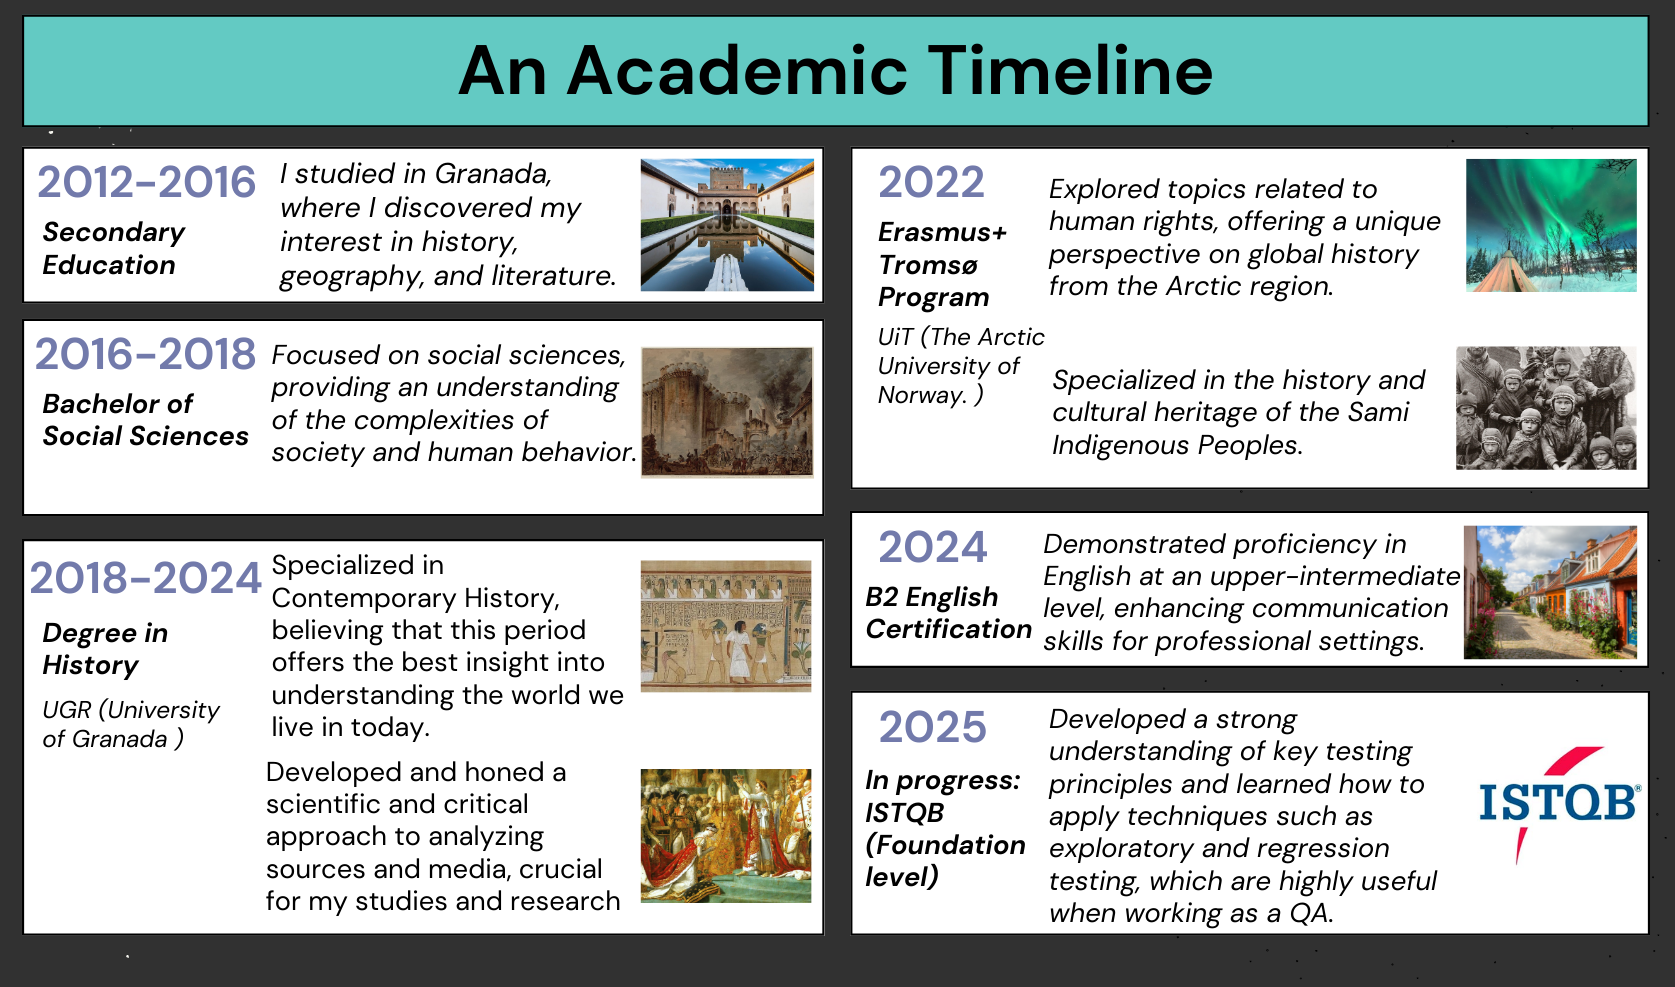 An Academic Timeline
2012-2016
Secondary
Education
I studied in Granada,
where I discovered my
interest in history,
geography, and literature.
2016-2018
Bachelor of
Social Sciences
Focused on social sciences,
providing an understanding
of the complexities of
society and human behavior.
2018-2024
Degree in
History
UGR (University
of Granada )
Specialized in
Contemporary History,
believing that this period
offers the best insight into
understanding the world we
live in today.
Developed and honed a
scientific and critical
approach to analyzing
sources and media, crucial
for my studies and research
2022
Erasmus+
Tromsø
Program
UiT (The Arctic
University of
Norway. )
Explored topics related to
human rights, offering a unique
perspective on global history
from the Arctic region.
Specialized in the history and
cultural heritage of the Sami
Indigenous Peoples.
2024
B2 English
Certification
Demonstrated proficiency in
English at an upper-intermediate
level, enhancing communication
skills for professional settings.
2025
In progress:
ISTQB
(Foundation
level)
Developed a strong
understanding of key testing
principles and learned how to
apply techniques such as
exploratory and regression
testing, which are highly useful
when working as a QA.
ISTQB®